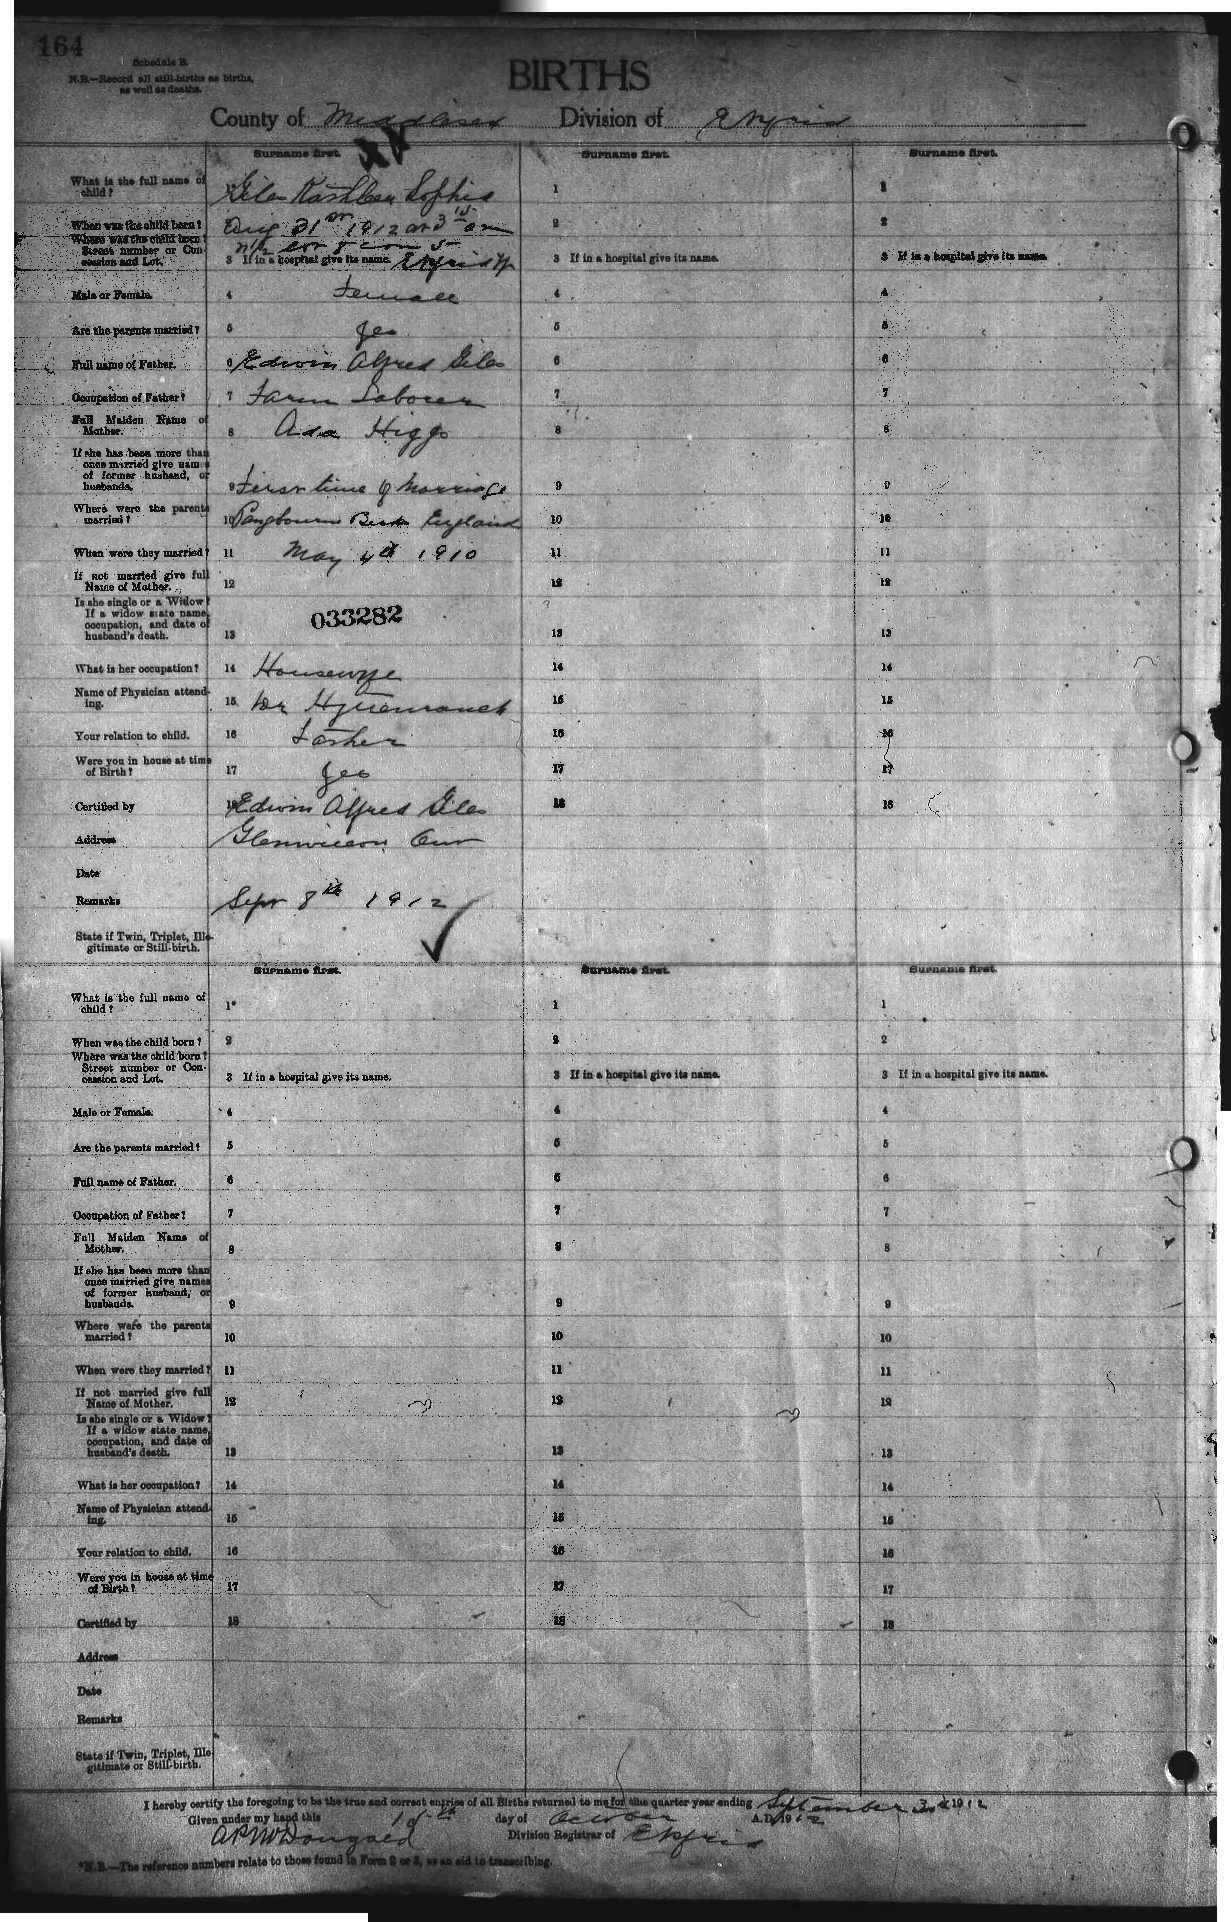 164
Schedule B.
N.B.—Record all still-births as births,
as well as deaths.
BIRTHS
County of Middlesex Division of Ekfrid
Surname first. Surname first. Surname first.
What is the full name of
child?
Giles Kathleen Sophia
1 1
When was the child born?
Aug 31st 1912 at 3 15 am
2 2
Where was the child born?
Street number or Con-
cession and Lot.
N 1/2 Lot 8 con 5
3 If in a hospital give its name. Ekfrid Tp
3 If in a hospital give its name.
3 If in a hospital give its name.
Male or Female. 4 Female 4 4
Are the parents married? 5 Yes 5 5
Full name of Father. 6 Edwin Alfred Giles 6 6
Occupation of Father? 7 Farm Laborer 7 7
Full Maiden Name of
Mother. 8 Ada Higgs 8 8
If she has been more than
once married give names
of former husband, or
husbands. 9 First time of Marriage 9 9
Where were the parents
married? 10 Pangbourn Berks England 10 10
When were they married? 11 May 4th 1910 11 11
If not married give full
Name of Mother. 12 12 12
Is she single or a Widow?
If a widow state name,
occupation, and date of
husband's death. 13 033282 13 13
What is her occupation? 14 Housewife 14 14
Name of Physician attend-
ing. 15 Dr 15 15
Your relation to child. 16 Father 16 16
Were you in house at time
of Birth? 17 Yes 17 17
Certified by 18 Edwin Alfred Giles 18 18
Address Glenwillow Ont
Date
Remarks Sept 8th 1912
State if Twin, Triplet, Ille-
gitimate or Still-birth.
Surname first. Surname first. Surname first.
What is the full name of
child? 1* 1 1
When was the child born? 2 2 2
Where was the child born?
Street number or Con-
cession and Lot. 3 If in a hospital give its name. 3 If in a hospital give its name. 3 If in a hospital give its name.
Male or Female. 4 4 4
Are the parents married? 5 5 5
Full name of Father. 6 6 6
Occupation of Father? 7 7 7
Full Maiden Name of
Mother. 8 8 8
If she has been more than
once married give names
of former husband, or
husbands. 9 9 9
Where were the parents
married? 10 10 10
When were they married? 11 11 11
If not married give full
Name of Mother. 12 12 12
Is she single or a Widow?
If a widow state name,
occupation, and date of
husband's death. 13 13 13
What is her occupation? 14 14 14
Name of Physician attend-
ing. 15 15 15
Your relation to child. 16 16 16
Were you in house at time
of Birth? 17 17 17
Certified by 18 18 18
Address
Date
Remarks
State if Twin, Triplet, Ille-
gitimate or Still-birth.
I hereby certify the foregoing to be the true and correct entries of all Births returned to me for the quarter year ending September 30th 1912
Given under my hand this 15th day of October A.D. 1912
A P McDougald Division Registrar of Ekfrid
*N.B.—The reference numbers relate to those found in Form 2 or 3, as an aid to transcribing.